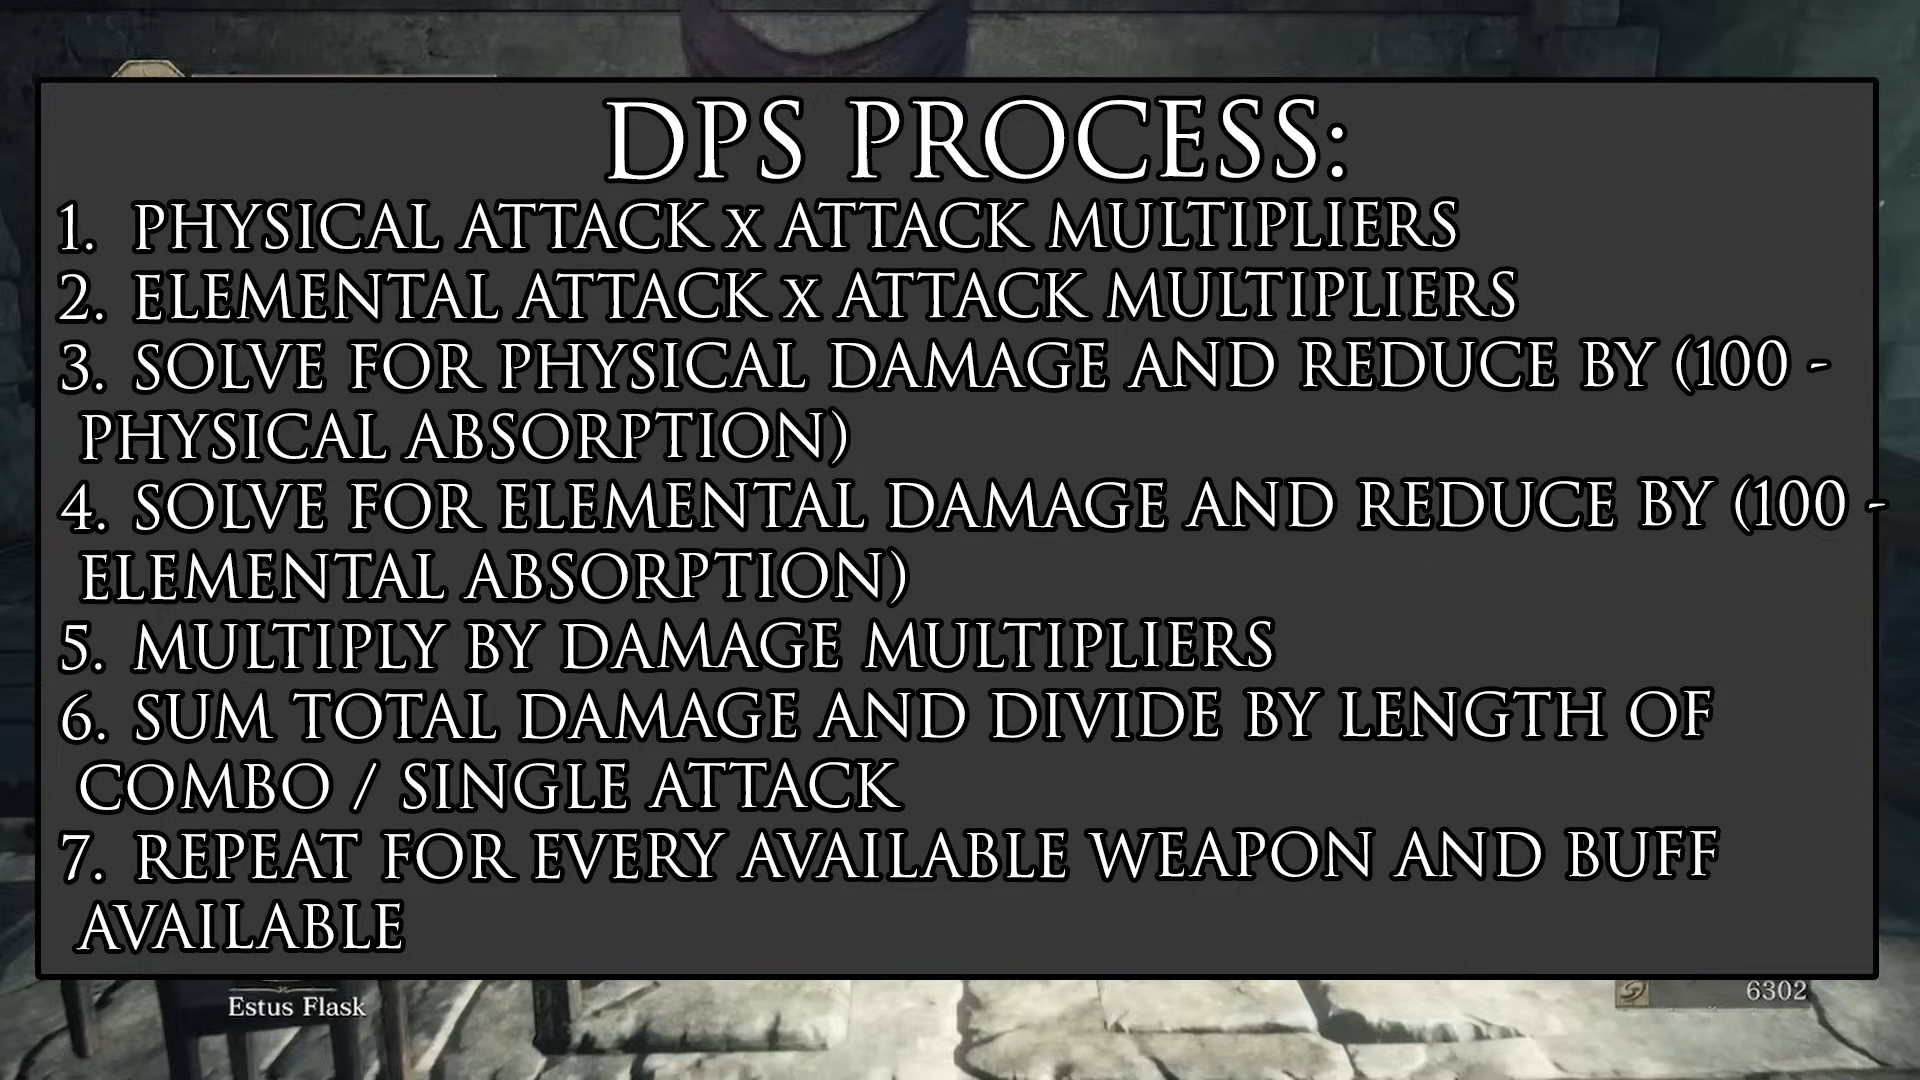 DPS PROCESS:
1. PHYSICAL ATTACK X ATTACK MULTIPLIERS
2. ELEMENTAL ATTACK X ATTACK MULTIPLIERS
3. SOLVE FOR PHYSICAL DAMAGE AND REDUCE BY (100 -
PHYSICAL ABSORPTION)
4. SOLVE FOR ELEMENTAL DAMAGE AND REDUCE BY (100 -
ELEMENTAL ABSORPTION)
5. MULTIPLY BY DAMAGE MULTIPLIERS
6. SUM TOTAL DAMAGE AND DIVIDE BY LENGTH OF
COMBO / SINGLE ATTACK
7. REPEAT FOR EVERY AVAILABLE WEAPON AND BUFF
AVAILABLE
Estus Flask
6302